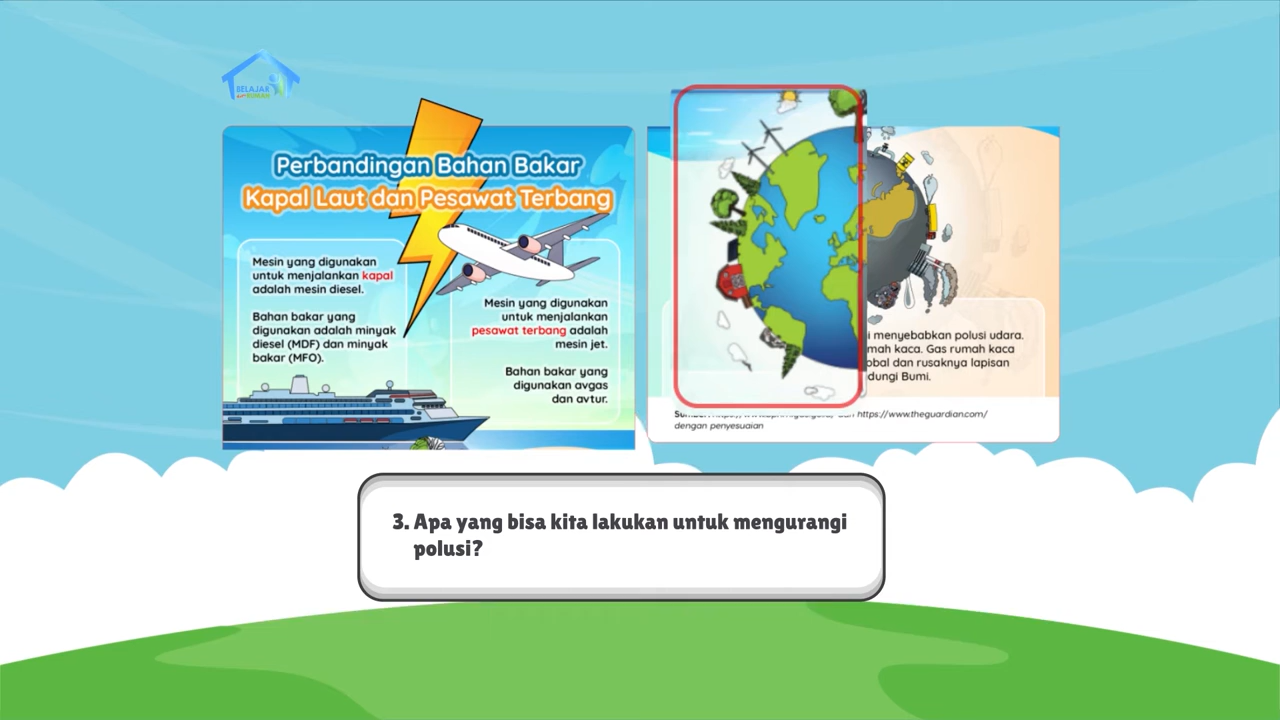 BELAJAR
RUMAH
Perbandingan Bahan Bakar
Kapal Laut dan Pesawat Terbang
Mesin yang digunakan
untuk menjalankan kapal
adalah mesin diesel.
Bahan bakar yang
digunakan adalah minyak
diesel (MDF) dan minyak
bakar (MFO).
Mesin yang digunakan
untuk menjalankan
pesawat terbang adalah
mesin jet.
Bahan bakar yang
digunakan avgas
dan avtur.
i menyebabkan polusi udara.
mah kaca. Gas rumah kaca
obal dan rusaknya lapisan
dungi Bumi.
https://www.theguardian.com/
dengan penyesuaian
3. Apa yang bisa kita lakukan untuk mengurangi
polusi?